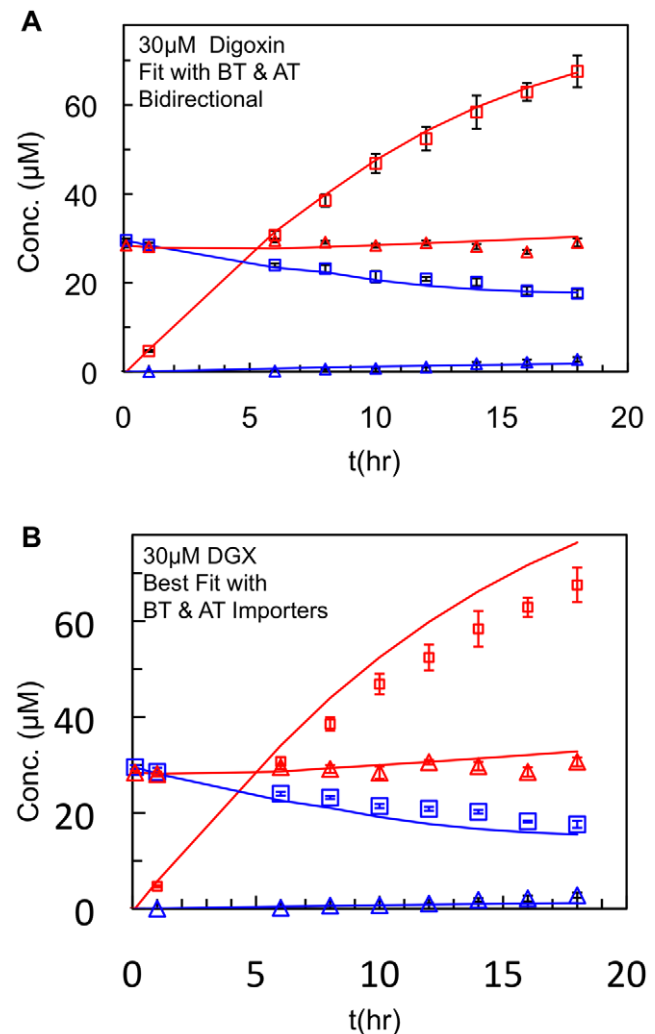 A
30µM Digoxin
Fit with BT & AT
Bidirectional
Conc. (µM)
60
40
20
0
0 5 10 15 20
t(hr)
B
30µM DGX
Best Fit with
BT & AT Importers
Conc. (µM)
60
40
20
0
0 5 10 15 20
t(hr)